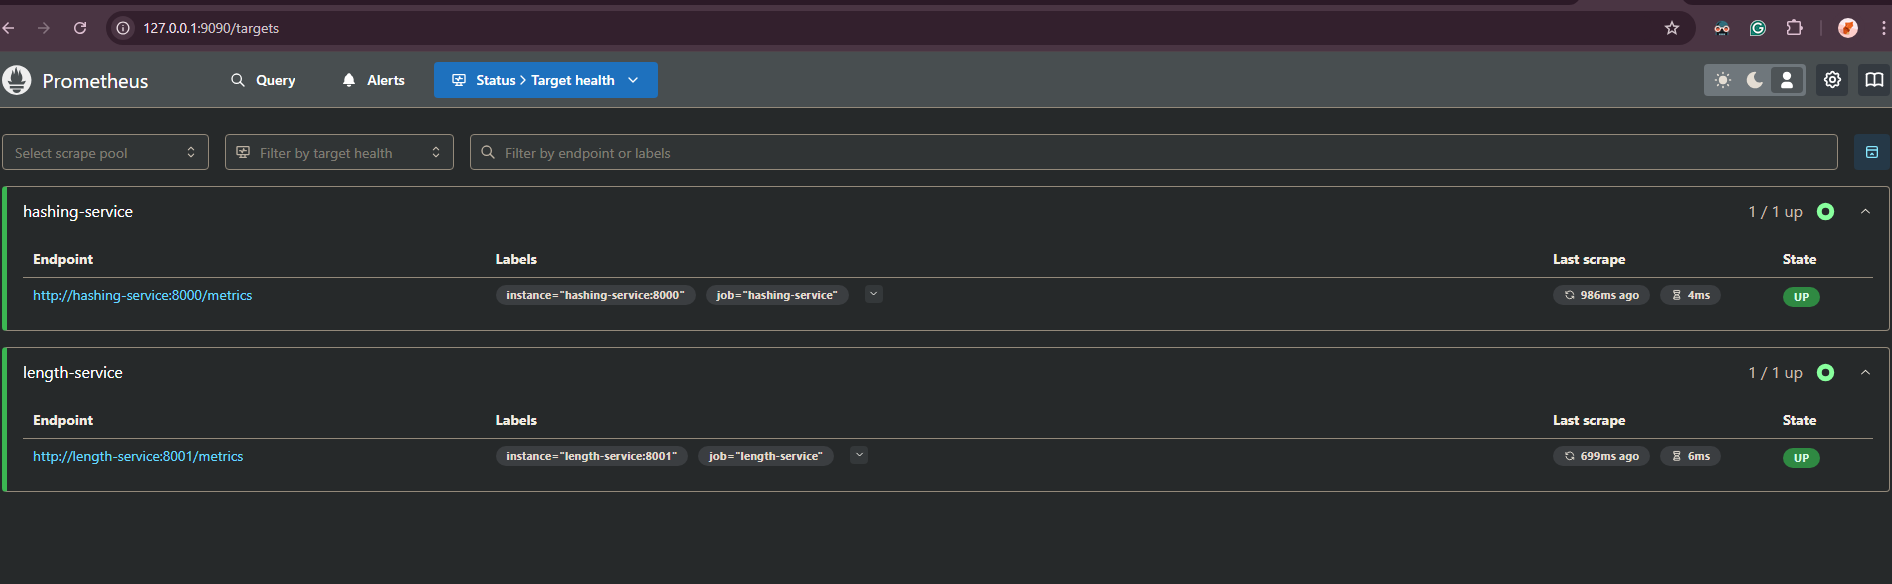 127.0.0.1:9090/targets
Prometheus Query Alerts Status > Target health
Select scrape pool Filter by target health Filter by endpoint or labels
hashing-service 1 / 1 up
Endpoint Labels Last scrape State
http://hashing-service:8000/metrics instance="hashing-service:8000" job="hashing-service" 986ms ago 4ms UP
length-service 1 / 1 up
Endpoint Labels Last scrape State
http://length-service:8001/metrics instance="length-service:8001" job="length-service" 699ms ago 6ms UP